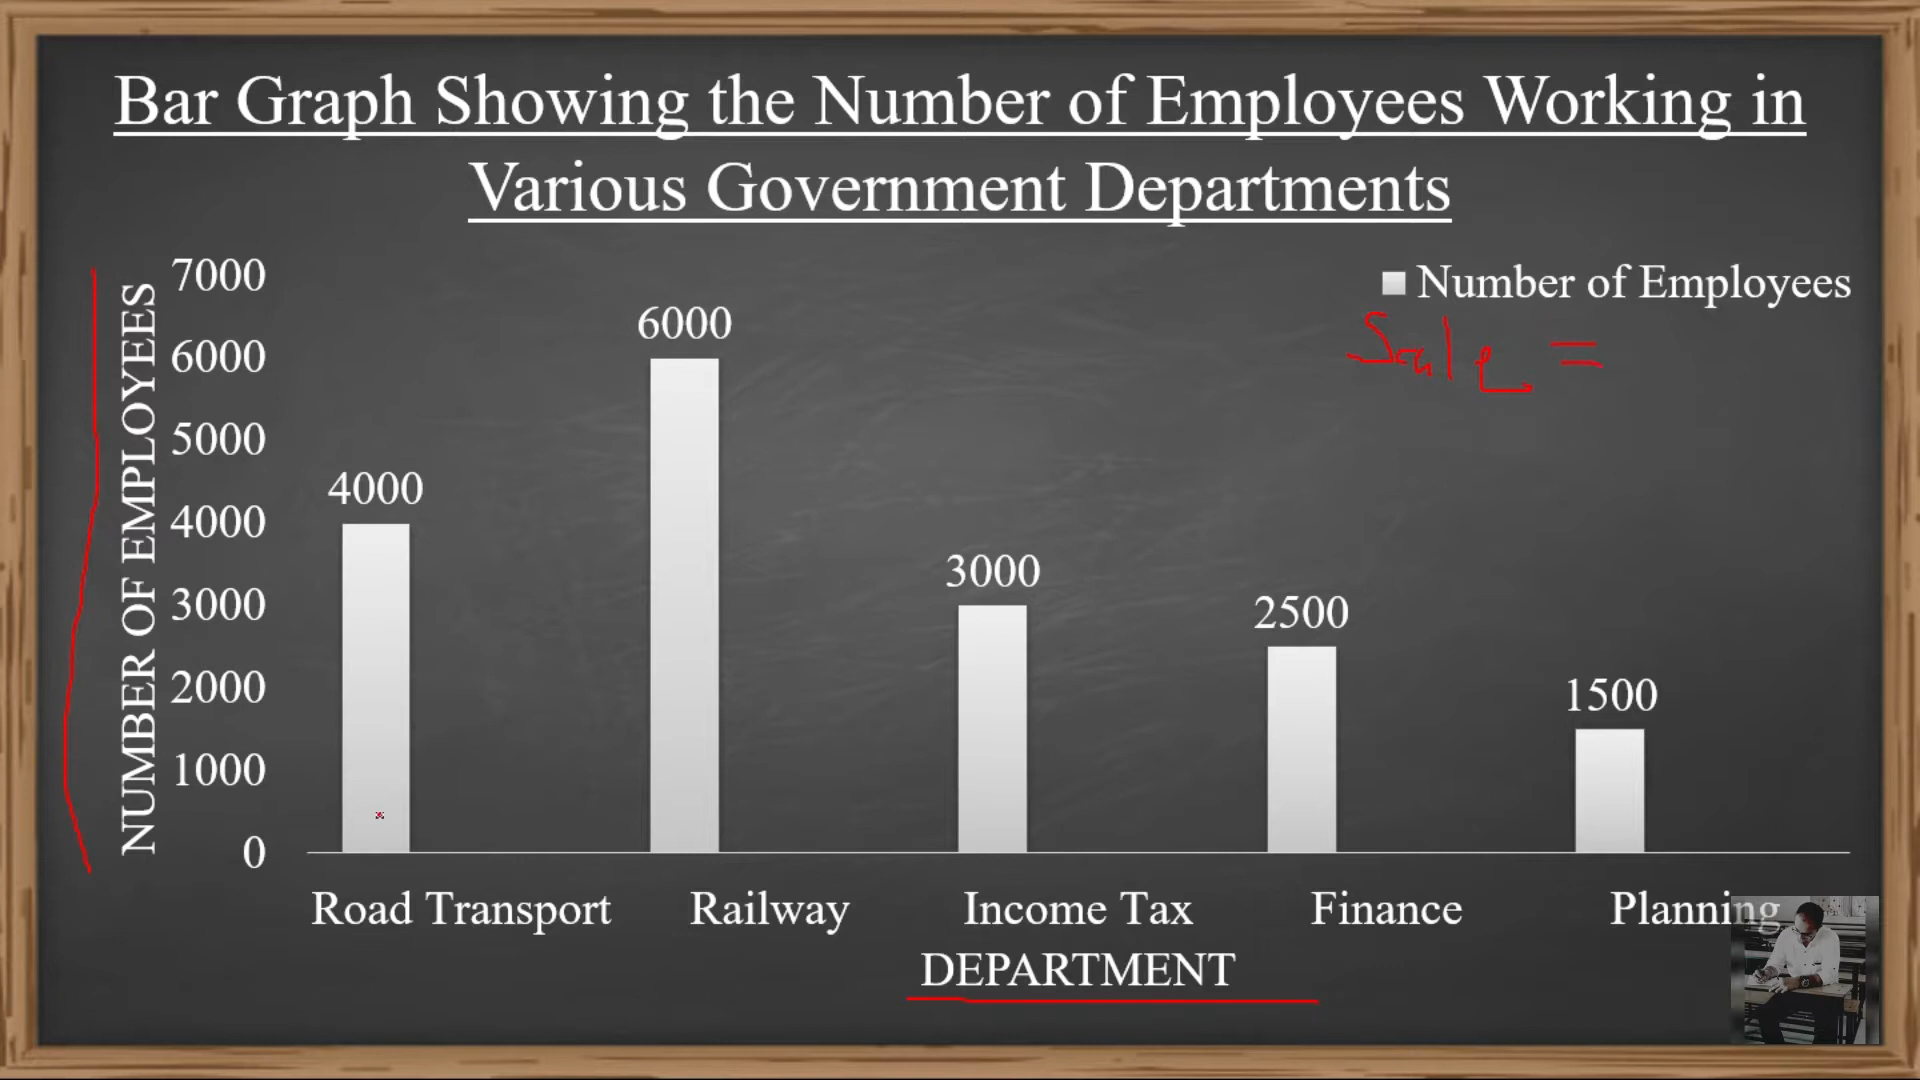 Bar Graph Showing the Number of Employees Working in
Various Government Departments
Number of Employees
Scale =
NUMBER OF EMPLOYEES
7000
6000
5000
4000
3000
2000
1000
0
4000
6000
3000
2500
1500
Road Transport
Railway
Income Tax
Finance
Planning
DEPARTMENT